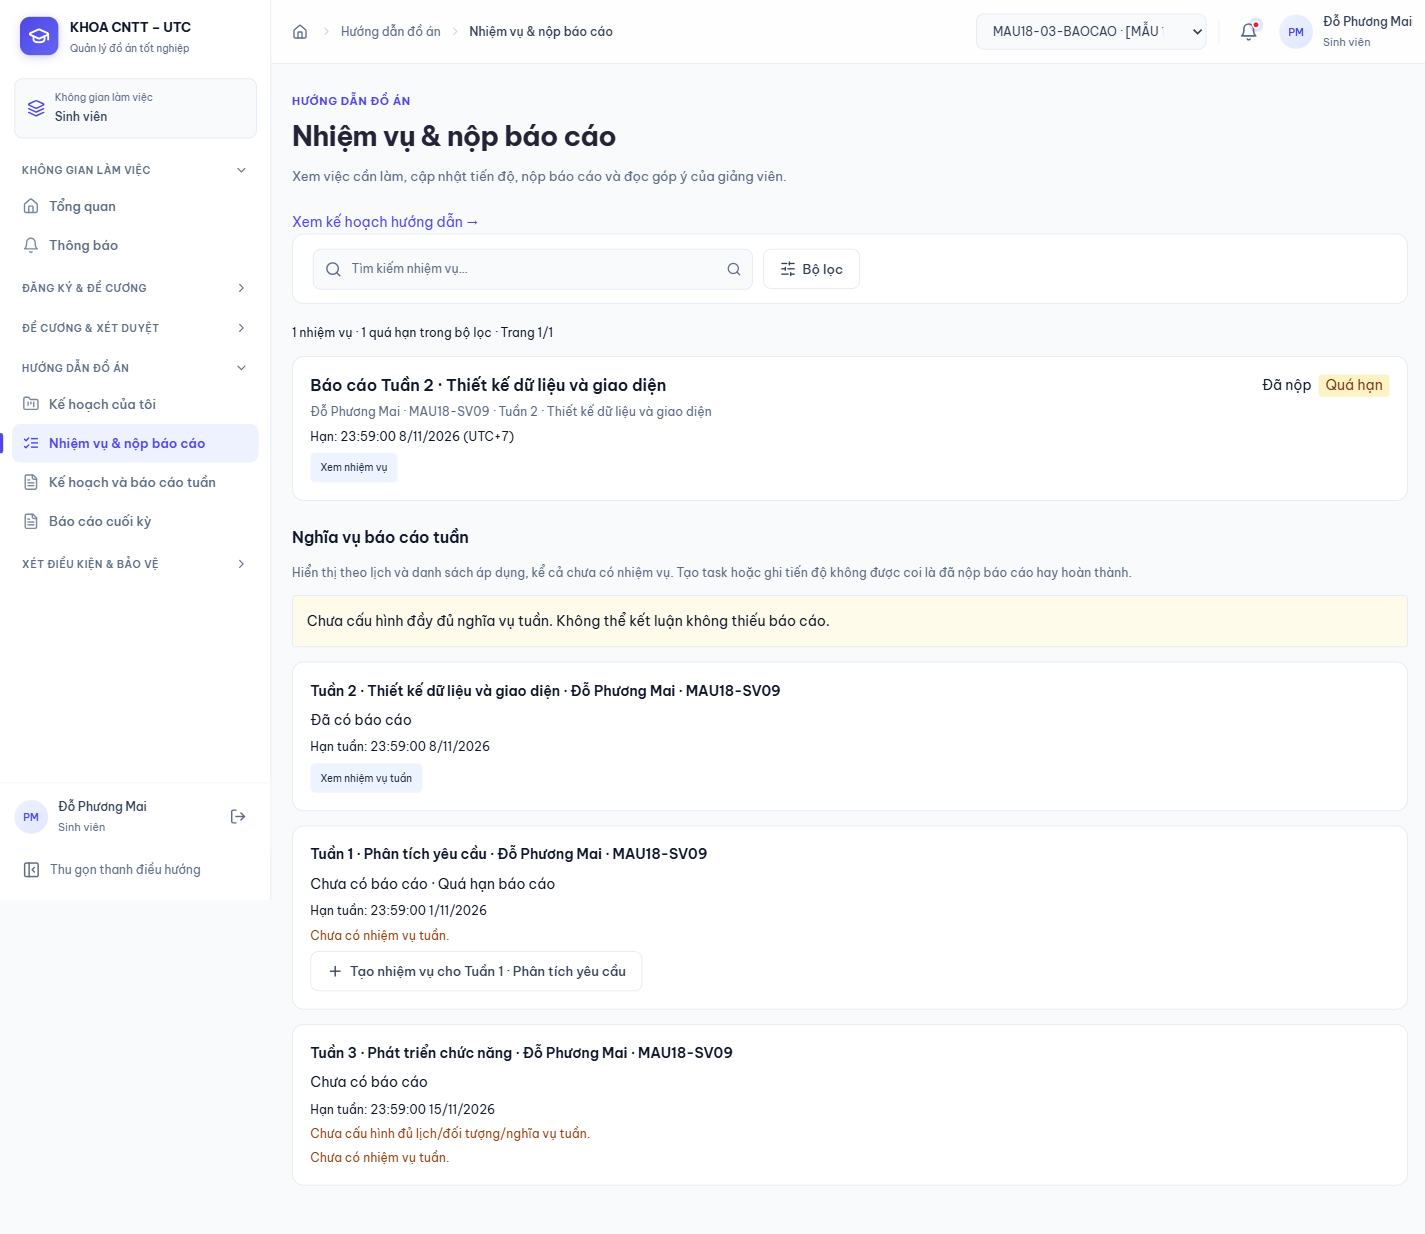 KHOA CNTT – UTC
Quản lý đồ án tốt nghiệp
Không gian làm việc
Sinh viên
KHÔNG GIAN LÀM VIỆC
Tổng quan
Thông báo
ĐĂNG KÝ & ĐỀ CƯƠNG
ĐỀ CƯƠNG & XÉT DUYỆT
HƯỚNG DẪN ĐỒ ÁN
Kế hoạch của tôi
Nhiệm vụ & nộp báo cáo
Kế hoạch và báo cáo tuần
Báo cáo cuối kỳ
XÉT ĐIỀU KIỆN & BẢO VỆ
PM
Đỗ Phương Mai
Sinh viên
Thu gọn thanh điều hướng
Hướng dẫn đồ án
Nhiệm vụ & nộp báo cáo
MAU18-03-BAOCAO · [MẪU
PM
Đỗ Phương Mai
Sinh viên
HƯỚNG DẪN ĐỒ ÁN
Nhiệm vụ & nộp báo cáo
Xem việc cần làm, cập nhật tiến độ, nộp báo cáo và đọc góp ý của giảng viên.
Xem kế hoạch hướng dẫn →
Tìm kiếm nhiệm vụ...
Bộ lọc
1 nhiệm vụ · 1 quá hạn trong bộ lọc · Trang 1/1
Báo cáo Tuần 2 · Thiết kế dữ liệu và giao diện
Đã nộp Quá hạn
Đỗ Phương Mai · MAU18-SV09 · Tuần 2 · Thiết kế dữ liệu và giao diện
Hạn: 23:59:00 8/11/2026 (UTC+7)
Xem nhiệm vụ
Nghĩa vụ báo cáo tuần
Hiển thị theo lịch và danh sách áp dụng, kể cả chưa có nhiệm vụ. Tạo task hoặc ghi tiến độ không được coi là đã nộp báo cáo hay hoàn thành.
Chưa cấu hình đầy đủ nghĩa vụ tuần. Không thể kết luận không thiếu báo cáo.
Tuần 2 · Thiết kế dữ liệu và giao diện · Đỗ Phương Mai · MAU18-SV09
Đã có báo cáo
Hạn tuần: 23:59:00 8/11/2026
Xem nhiệm vụ tuần
Tuần 1 · Phân tích yêu cầu · Đỗ Phương Mai · MAU18-SV09
Chưa có báo cáo · Quá hạn báo cáo
Hạn tuần: 23:59:00 1/11/2026
Chưa có nhiệm vụ tuần.
Tạo nhiệm vụ cho Tuần 1 · Phân tích yêu cầu
Tuần 3 · Phát triển chức năng · Đỗ Phương Mai · MAU18-SV09
Chưa có báo cáo
Hạn tuần: 23:59:00 15/11/2026
Chưa cấu hình đủ lịch/đối tượng/nghĩa vụ tuần.
Chưa có nhiệm vụ tuần.